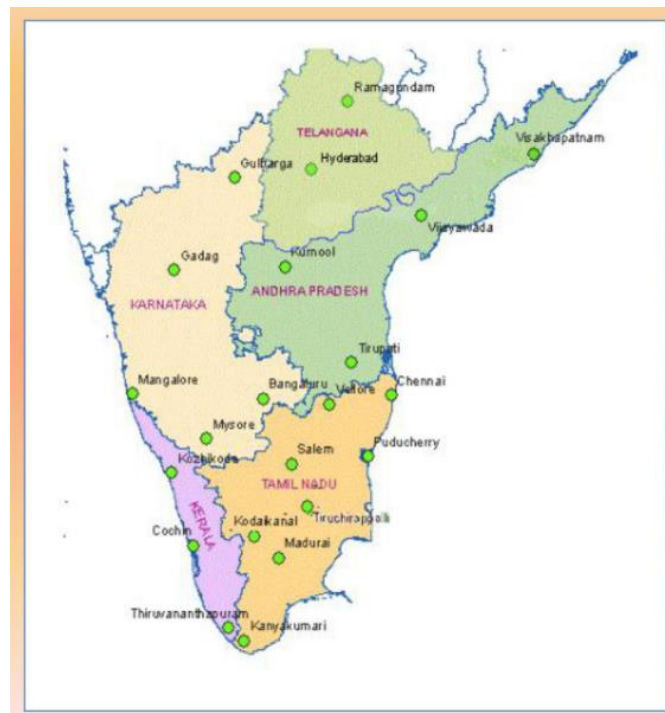 Ramagundam
TELANGANA
Visakhapatnam
Hyderabad
Gulbarga
Vijayawada
Gadag
Kurnool
ANDHRA PRADESH
KARNATAKA
Tirupati
Mangalore
Bangaluru
Vellore
Chennai
Mysore
Puducherry
Salem
Kozhikode
TAMIL NADU
KERALA
Tiruchirappalli
Kodaikanal
Cochin
Madurai
Thiruvananthapuram
Kanyakumari